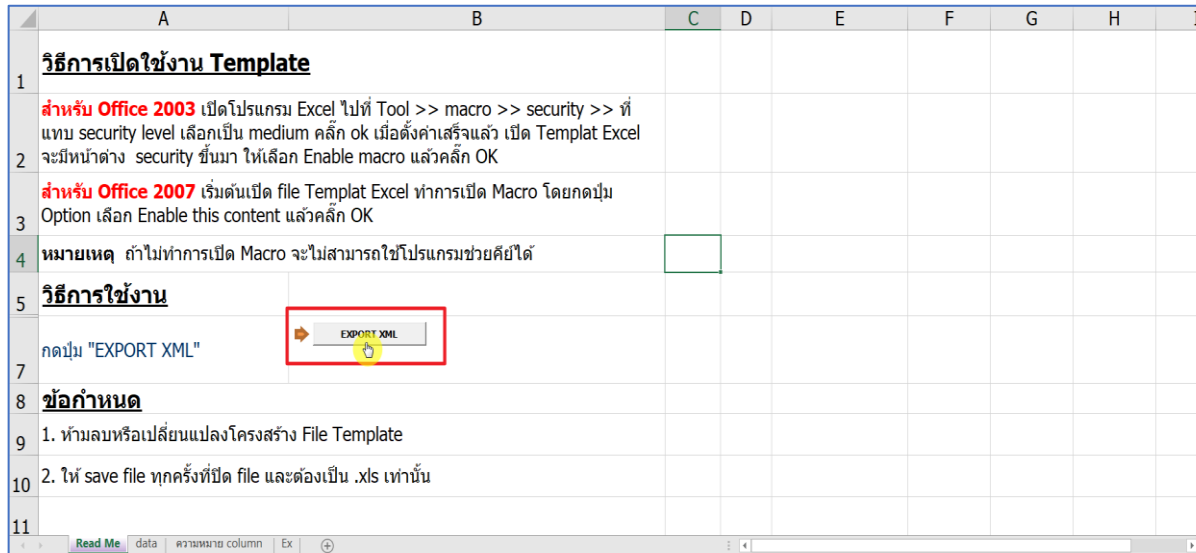 A B C D E F G H I
1 วิธีการเปิดใช้งาน Template
สำหรับ Office 2003 เปิดโปรแกรม Excel ไปที่ Tool >> macro >> security >> ที่
แทบ security level เลือกเป็น medium คลิ๊ก ok เมื่อตั้งค่าเสร็จแล้ว เปิด Templat Excel
2 จะมีหน้าต่าง security ขึ้นมา ให้เลือก Enable macro แล้วคลิ๊ก OK
สำหรับ Office 2007 เริ่มต้นเปิด file Templat Excel ทำการเปิด Macro โดยกดปุ่ม
3 Option เลือก Enable this content แล้วคลิ๊ก OK
4 หมายเหตุ ถ้าไม่ทำการเปิด Macro จะไม่สามารถใช้โปรแกรมช่วยคีย์ได้
5 วิธีการใช้งาน
EXPORT XML
7 กดปุ่ม "EXPORT XML"
8 ข้อกำหนด
9 1. ห้ามลบหรือเปลี่ยนแปลงโครงสร้าง File Template
10 2. ให้ save file ทุกครั้งที่ปิด file และต้องเป็น .xls เท่านั้น
11
Read Me data ความหมาย column Ex